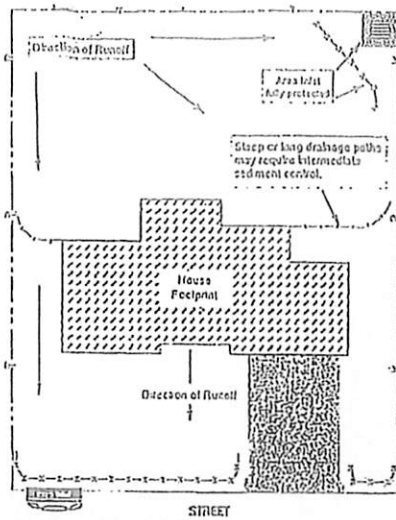 Direction of Runoff
Area Inlet
fully protected
Steep or long drainage paths
may require intermediate
sediment control.
House
Footprint
Direction of Runoff
STREET